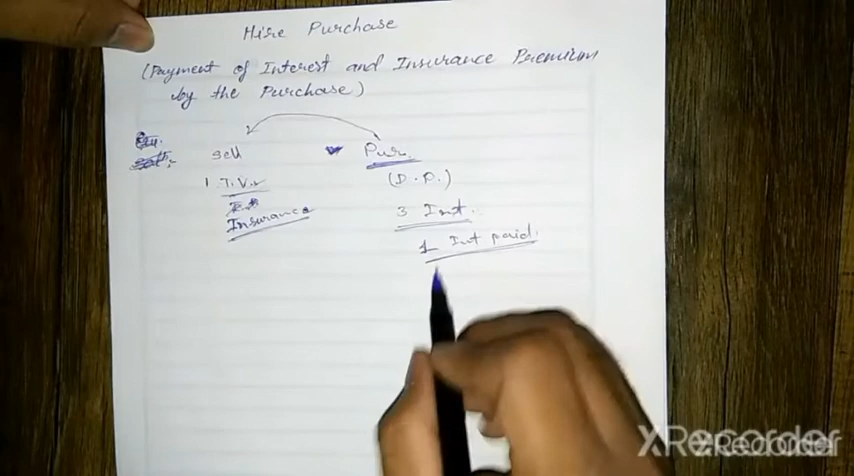 Hire Purchase
(Payment of Interest and Insurance Premium
by the Purchase)
Sell Pur.
1 T.V. (D.P.)
Insurance 3 Int.
1 Int paid.
XRecorder
XRecorder